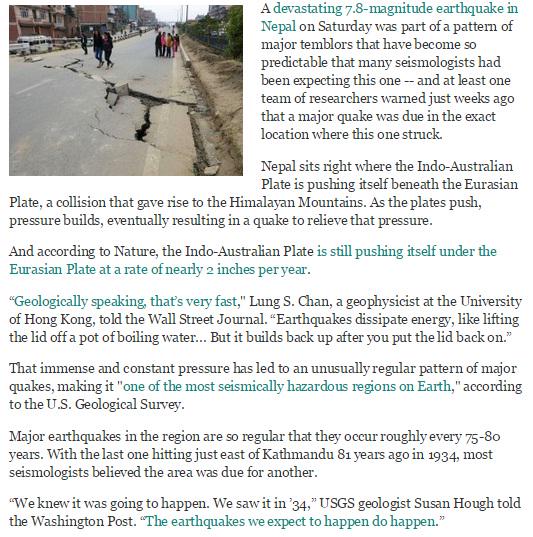 A devastating 7.8-magnitude earthquake in
Nepal on Saturday was part of a pattern of
major temblors that have become so
predictable that many seismologists had
been expecting this one -- and at least one
team of researchers warned just weeks ago
that a major quake was due in the exact
location where this one struck.
Nepal sits right where the Indo-Australian
Plate is pushing itself beneath the Eurasian
Plate, a collision that gave rise to the Himalayan Mountains. As the plates push,
pressure builds, eventually resulting in a quake to relieve that pressure.
And according to Nature, the Indo-Australian Plate is still pushing itself under the
Eurasian Plate at a rate of nearly 2 inches per year.
“Geologically speaking, that’s very fast," Lung S. Chan, a geophysicist at the University
of Hong Kong, told the Wall Street Journal. “Earthquakes dissipate energy, like lifting
the lid off a pot of boiling water... But it builds back up after you put the lid back on.”
That immense and constant pressure has led to an unusually regular pattern of major
quakes, making it "one of the most seismically hazardous regions on Earth," according
to the U.S. Geological Survey.
Major earthquakes in the region are so regular that they occur roughly every 75-80
years. With the last one hitting just east of Kathmandu 81 years ago in 1934, most
seismologists believed the area was due for another.
“We knew it was going to happen. We saw it in ’34,” USGS geologist Susan Hough told
the Washington Post. “The earthquakes we expect to happen do happen.”